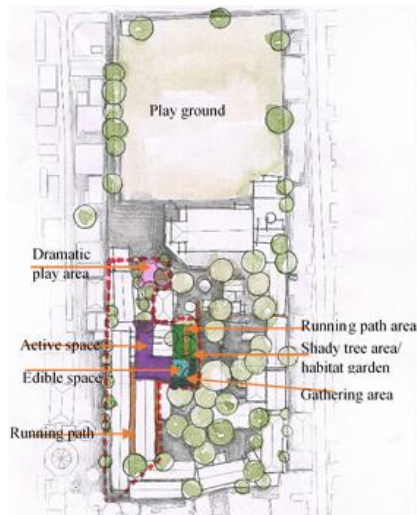 Play ground
Dramatic
play area
Running path area
Active space
Shady tree area/
habitat garden
Edible space
Gathering area
Running path